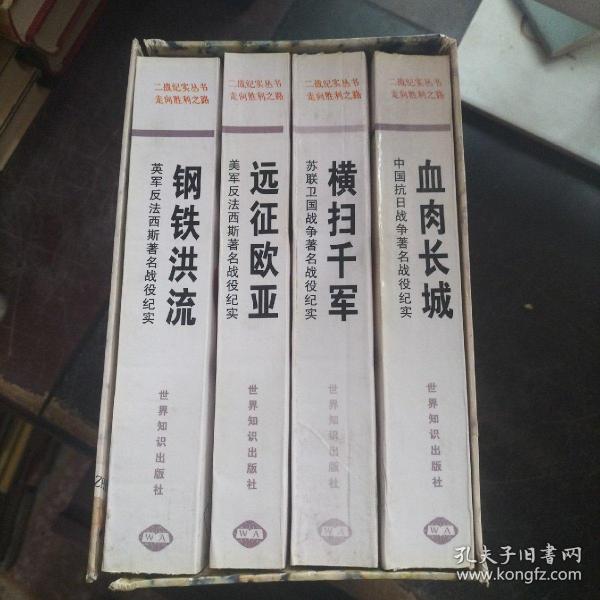 二战纪实丛书
走向胜利之路
钢铁洪流
英军反法西斯著名战役纪实
世界知识出版社
WA
二战纪实丛书
走向胜利之路
远征欧亚
美军反法西斯著名战役纪实
世界知识出版社
WA
二战纪实丛书
走向胜利之路
横扫千军
苏联卫国战争著名战役纪实
世界知识出版社
WA
二战纪实丛书
走向胜利之路
血肉长城
中国抗日战争著名战役纪实
世界知识出版社
WA
孔夫子旧书网
www.kongfz.com